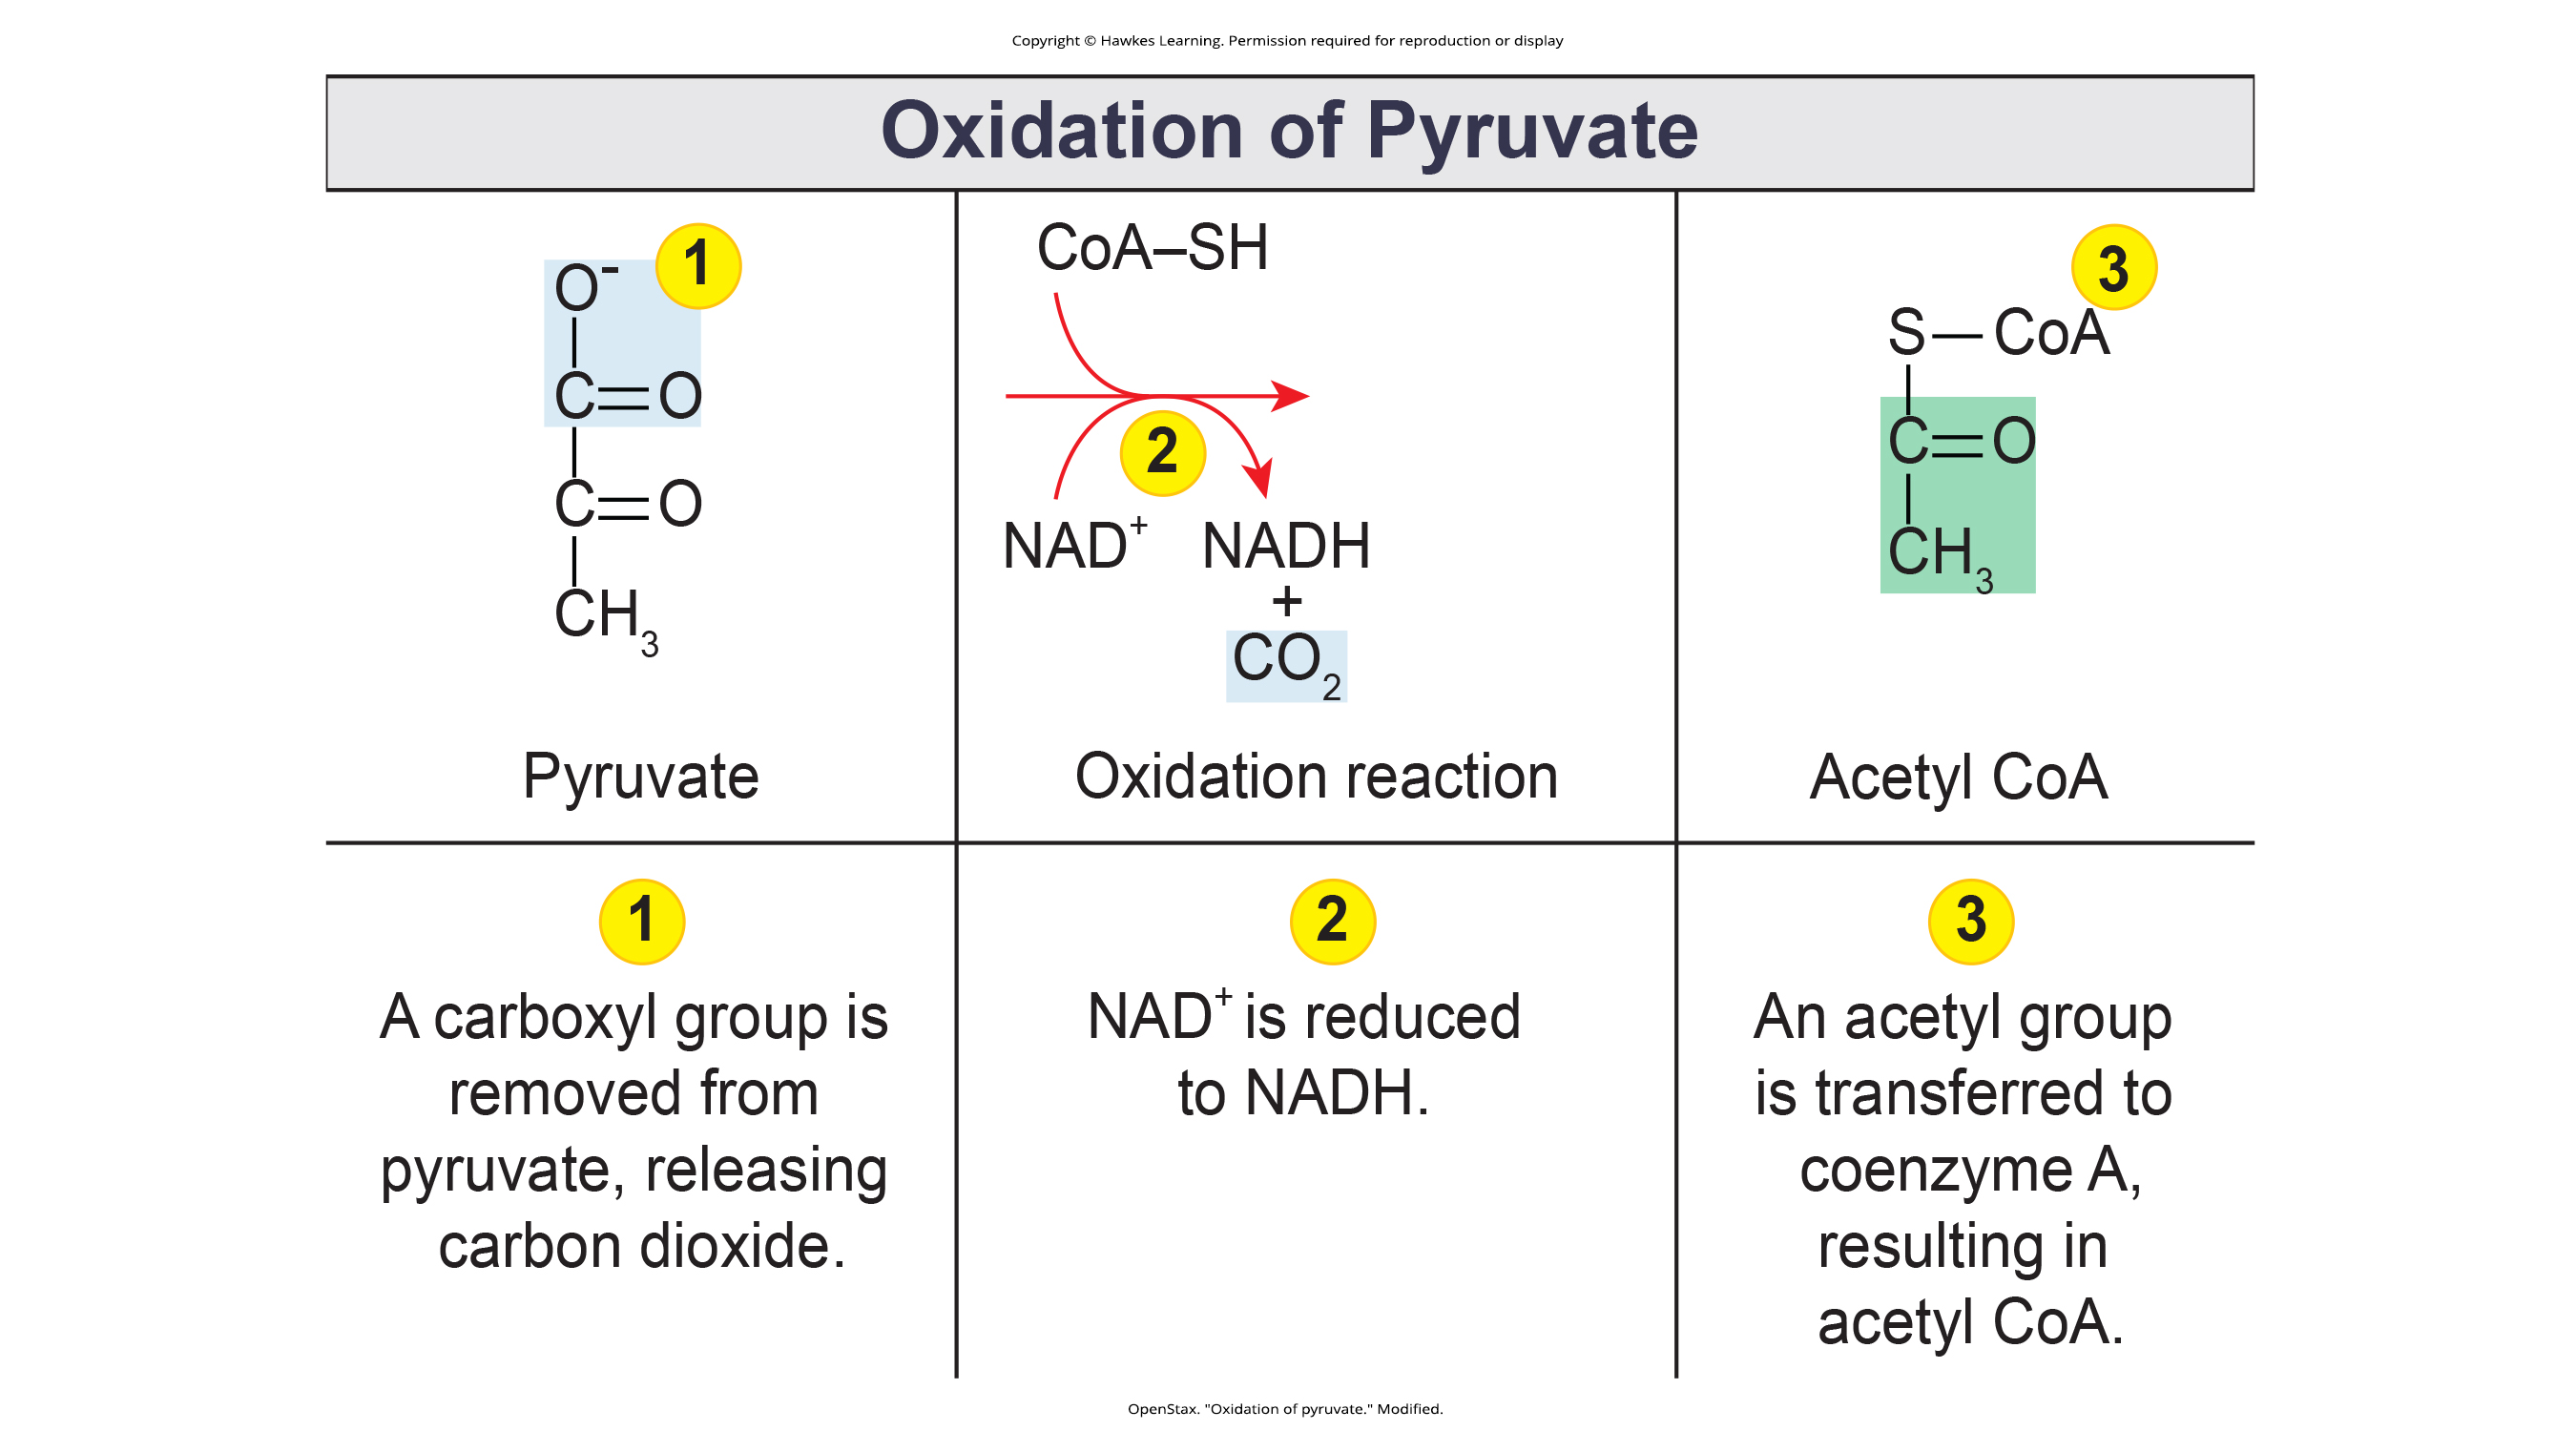 Copyright © Hawkes Learning. Permission required for reproduction or display
Oxidation of Pyruvate
1
O⁻
C=O
C=O
CH₃
Pyruvate
CoA–SH
2
NAD⁺ NADH
+
CO₂
Oxidation reaction
3
S—CoA
C=O
CH₃
Acetyl CoA
1
A carboxyl group is
removed from
pyruvate, releasing
carbon dioxide.
2
NAD⁺ is reduced
to NADH.
3
An acetyl group
is transferred to
coenzyme A,
resulting in
acetyl CoA.
OpenStax. "Oxidation of pyruvate." Modified.